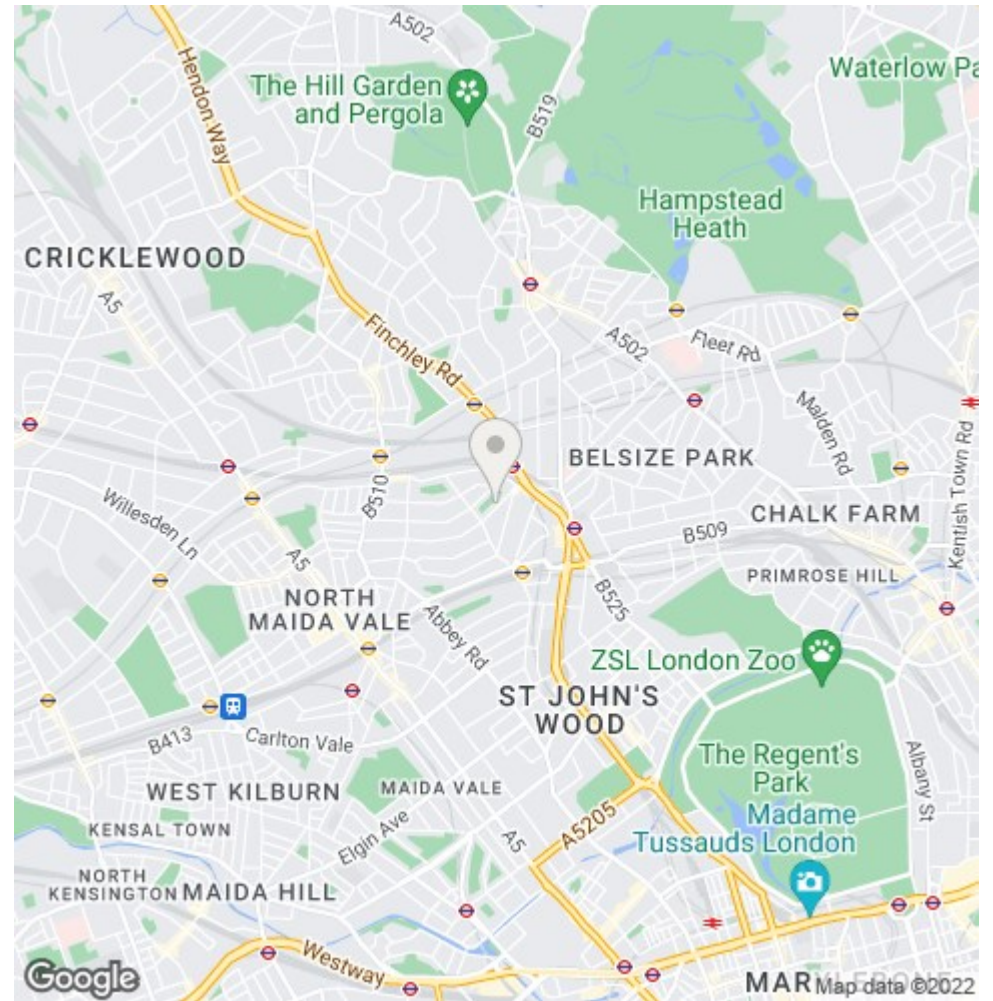 A502
Hendon Way
The Hill Garden
and Pergola
B519
Waterlow Pa
Hampstead
Heath
CRICKLEWOOD
A5
Finchley Rd
A502
Fleet Rd
Malden Rd
BELSIZE PARK
B510
Willesden Ln
A5
CHALK FARM
Kentish Town Rd
B509
PRIMROSE HILL
NORTH
MAIDA VALE
Abbey Rd
B525
ZSL London Zoo
ST JOHN'S
WOOD
B413
Carlton Vale
The Regent's
Park
Albany St
WEST KILBURN
MAIDA VALE
Madame
Tussauds London
KENSAL TOWN
Elgin Ave
A5
A5205
NORTH
KENSINGTON
MAIDA HILL
Westway
Google
MAR
Map data ©2022